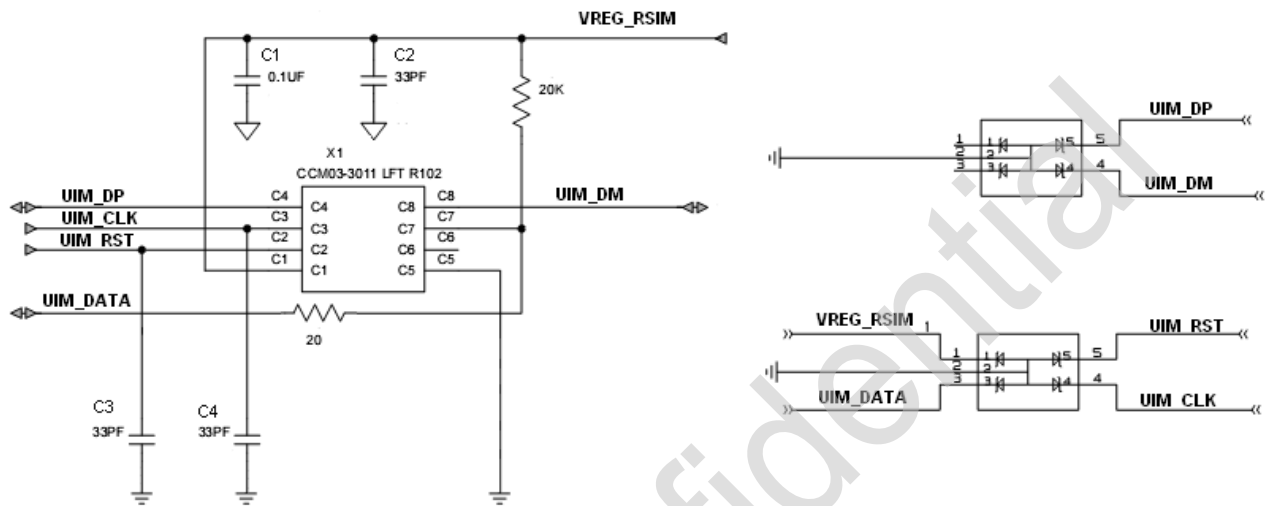 VREG_RSIM
C1
0.1UF
C2
33PF
20K
X1
CCM03-3011 LFT R102
UIM_DP
C4 C4 C8 C8
UIM_DM
UIM_CLK
C3 C3 C7 C7
UIM_RST
C2 C2 C6 C6
C1 C1 C5 C5
UIM_DATA
20
C3
33PF
C4
33PF
UIM_DP
1 1 5 5
2 2
3 3 4 4
UIM_DM
VREG_RSIM 1
UIM_RST
1 1 5 5
2 2
3 3 4 4
UIM_DATA
UIM_CLK
fidential